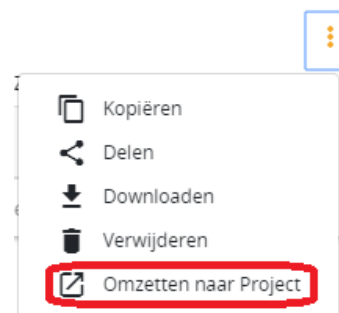 Kopiëren
Delen
Downloaden
Verwijderen
Omzetten naar Project